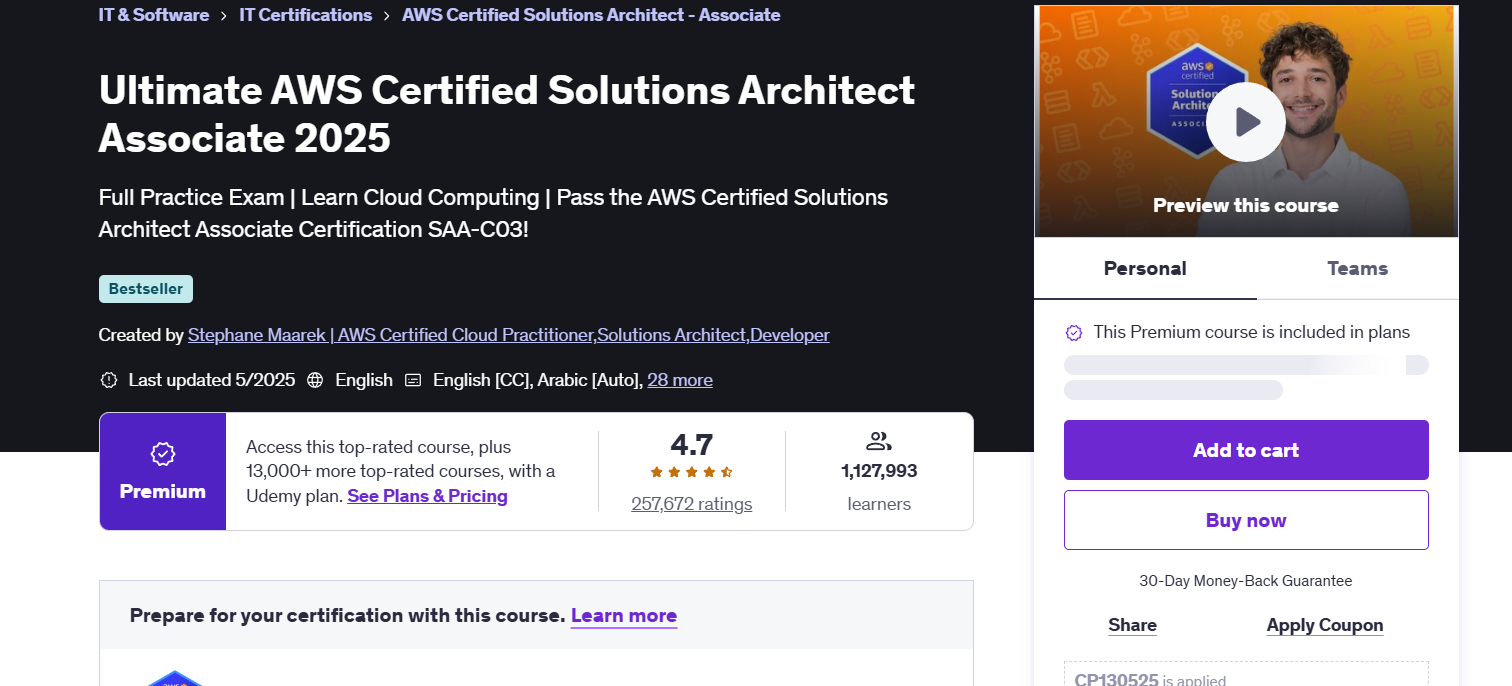 IT & Software > IT Certifications > AWS Certified Solutions Architect - Associate
Ultimate AWS Certified Solutions Architect
Associate 2025
Full Practice Exam | Learn Cloud Computing | Pass the AWS Certified Solutions
Architect Associate Certification SAA-C03!
Bestseller
Created by Stephane Maarek | AWS Certified Cloud Practitioner,Solutions Architect,Developer
Last updated 5/2025 English English [CC], Arabic [Auto], 28 more
Premium
Access this top-rated course, plus
13,000+ more top-rated courses, with a
Udemy plan. See Plans & Pricing
4.7
257,672 ratings
1,127,993
learners
Prepare for your certification with this course. Learn more
aws
certified
Preview this course
Personal Teams
This Premium course is included in plans
Add to cart
Buy now
30-Day Money-Back Guarantee
Share Apply Coupon
CP130525 is applied